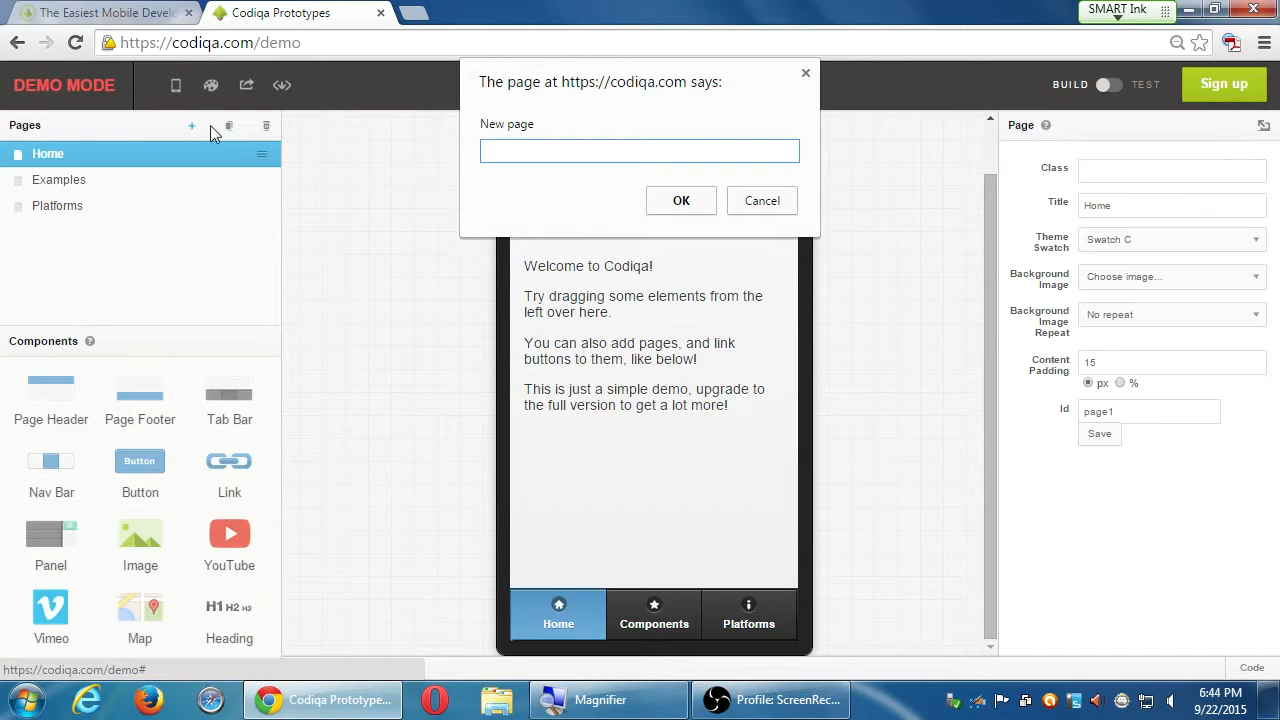 The Easiest Mobile Develo
Codiqa Prototypes
SMART Ink
https://codiqa.com/demo
DEMO MODE
BUILD
TEST
Sign up
The page at https://codiqa.com says:
New page
OK
Cancel
Pages
Home
Examples
Platforms
Components
Page Header
Page Footer
Tab Bar
Nav Bar
Button
Button
Link
Panel
Image
YouTube
Vimeo
Map
H1 H2 H3
Heading
Welcome to Codiqa!
Try dragging some elements from the
left over here.
You can also add pages, and link
buttons to them, like below!
This is just a simple demo, upgrade to
the full version to get a lot more!
Home
Components
Platforms
Page
Class
Title
Home
Theme
Swatch
Swatch C
Background
Image
Choose image...
Background
Image
Repeat
No repeat
Content
Padding
15
px
%
Id
page1
Save
Code
https://codiqa.com/demo#
Codiqa Prototype...
Magnifier
Profile: ScreenRec...
6:44 PM
9/22/2015